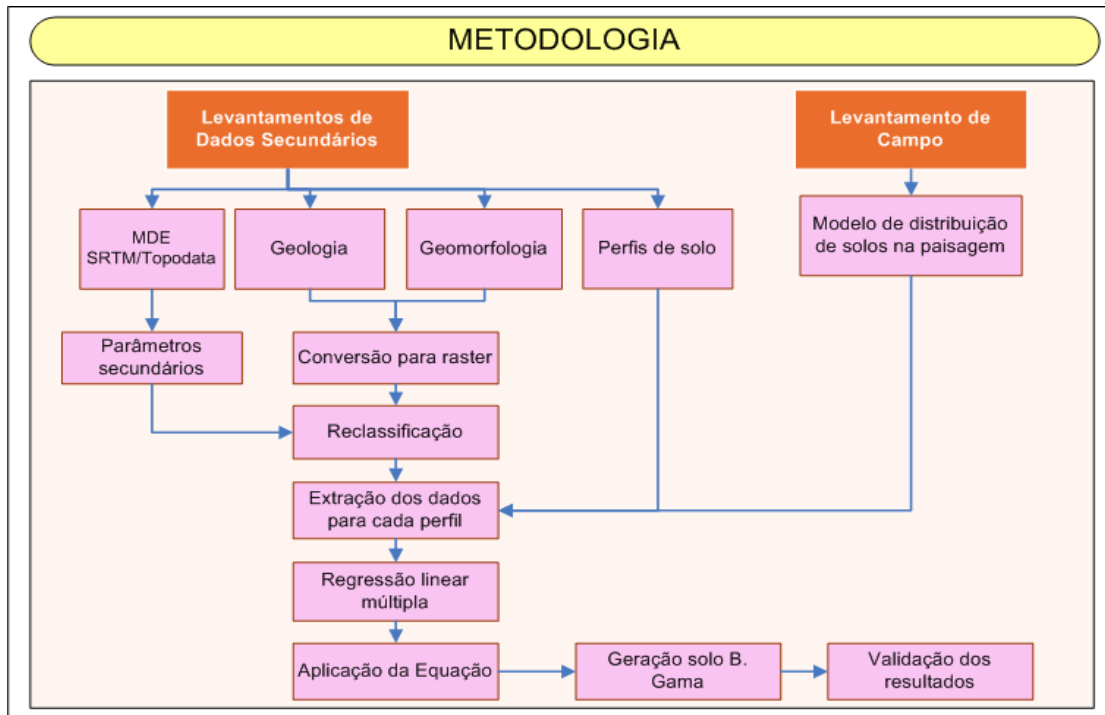 METODOLOGIA
Levantamentos de
Dados Secundários
Levantamento de
Campo
MDE
SRTM/Topodata
Geologia
Geomorfologia
Perfis de solo
Modelo de distribuição
de solos na paisagem
Parâmetros
secundários
Conversão para raster
Reclassificação
Extração dos dados
para cada perfil
Regressão linear
múltipla
Aplicação da Equação
Geração solo B.
Gama
Validação dos
resultados